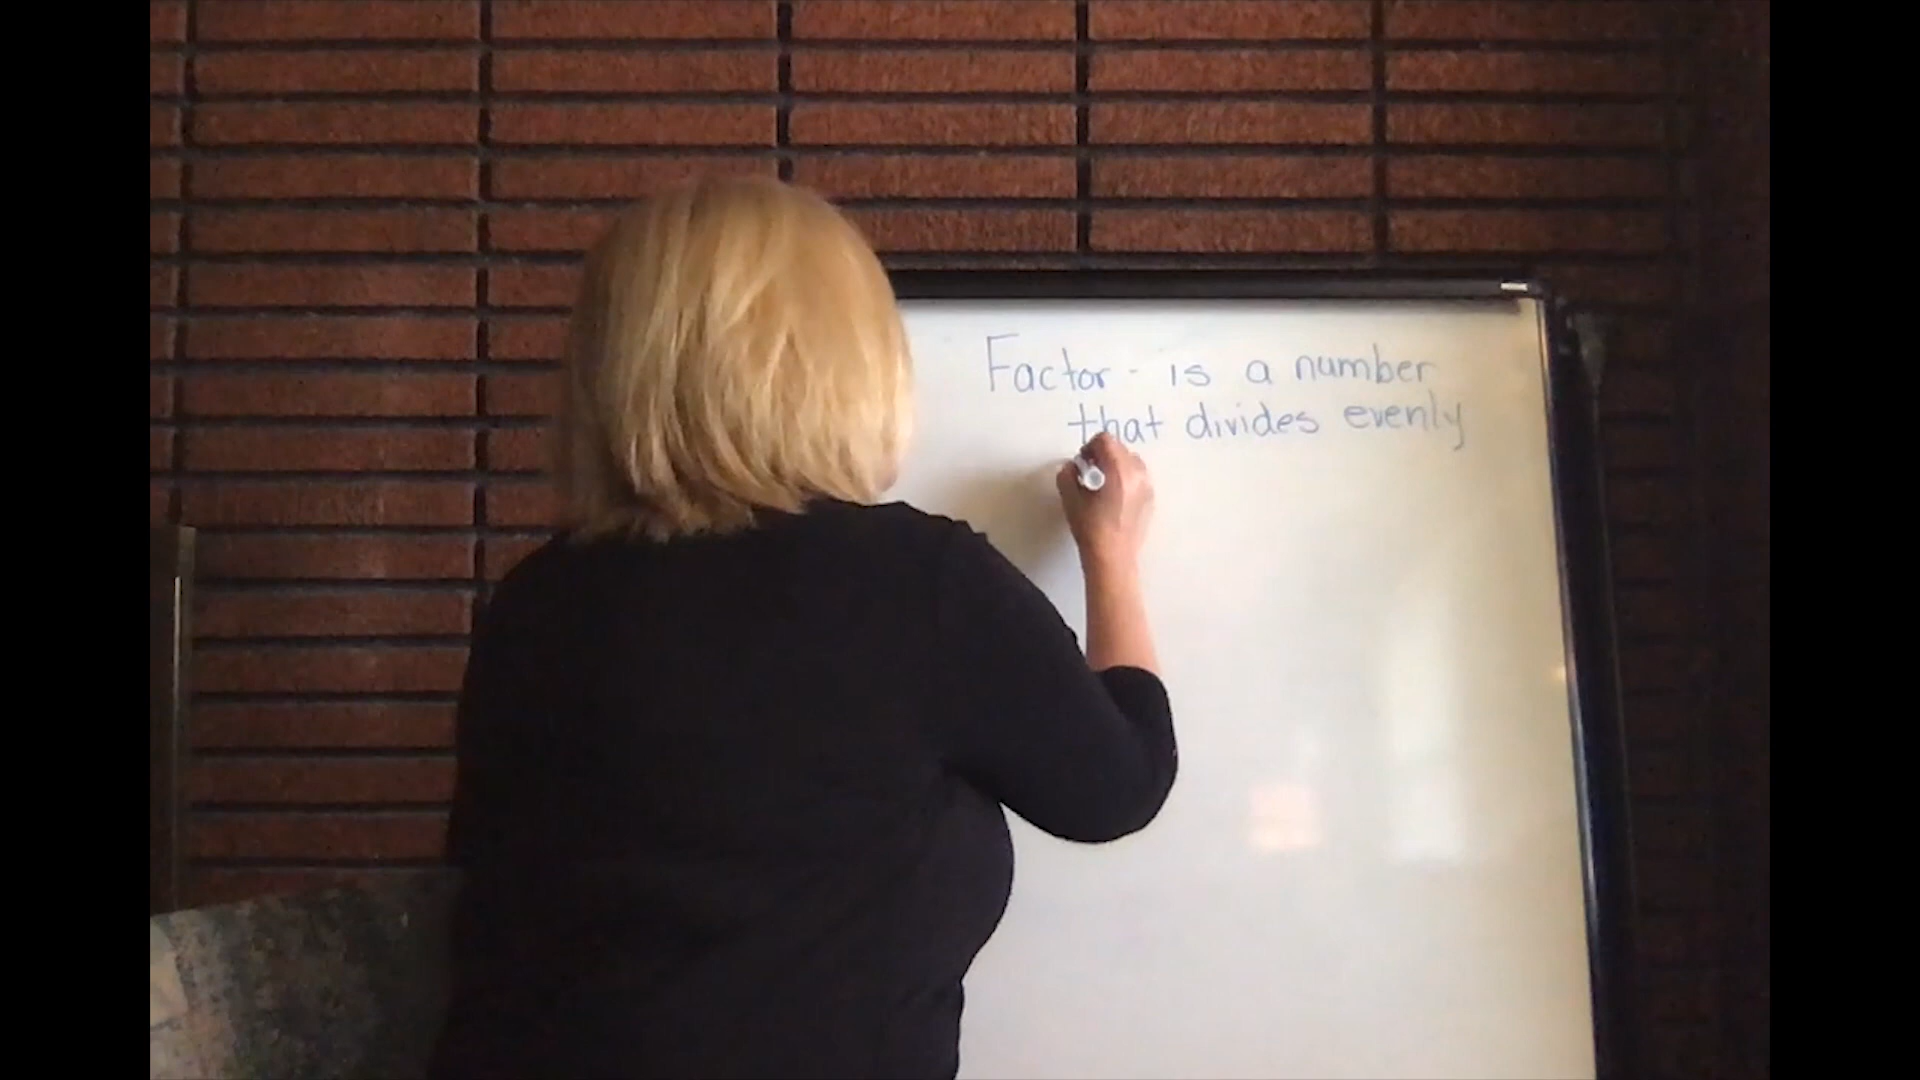 Factor - is a number
that divides evenly